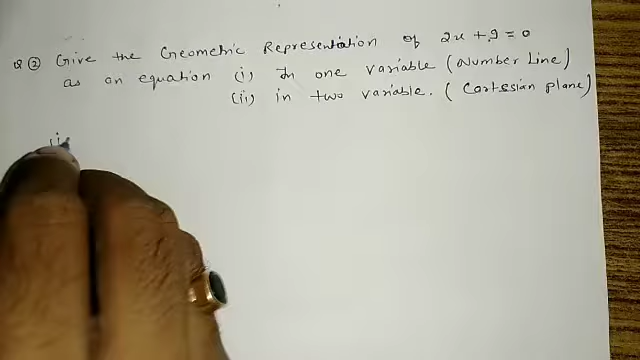 Q ② Give the Geometric Representation of 2x + 9 = 0
as an equation (i) In one variable (Number Line)
(ii) in two variable. (Cartesian plane)
(i